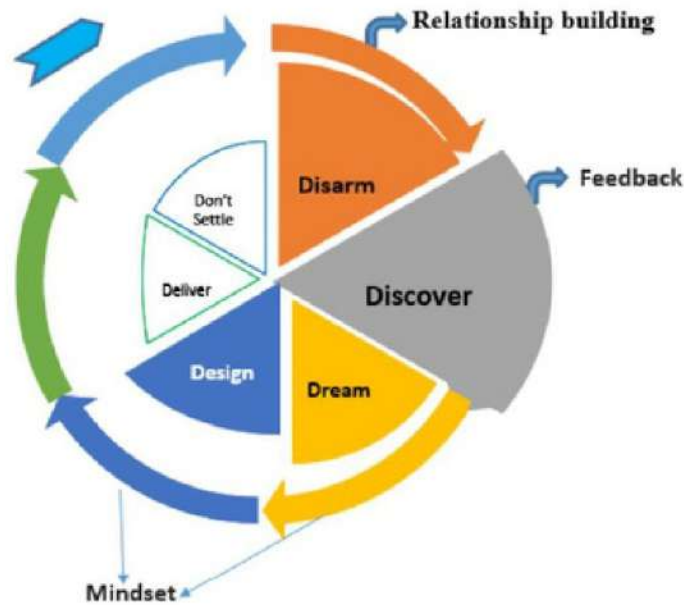 Relationship building
Disarm
Feedback
Don't
Settle
Discover
Deliver
Design
Dream
Mindset